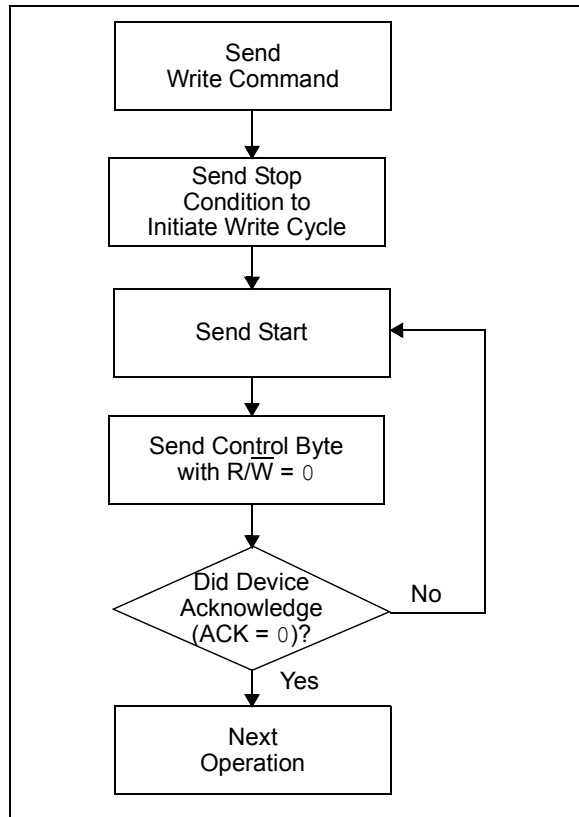 Send
Write Command
Send Stop
Condition to
Initiate Write Cycle
Send Start
Send Control Byte
with R/W̅ = 0
Did Device
Acknowledge
(ACK = 0)?
No
Yes
Next
Operation